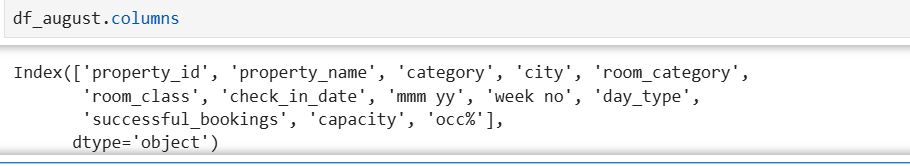 df_august.columns
Index(['property_id', 'property_name', 'category', 'city', 'room_category',
'room_class', 'check_in_date', 'mmm yy', 'week no', 'day_type',
'successful_bookings', 'capacity', 'occ%'],
dtype='object')